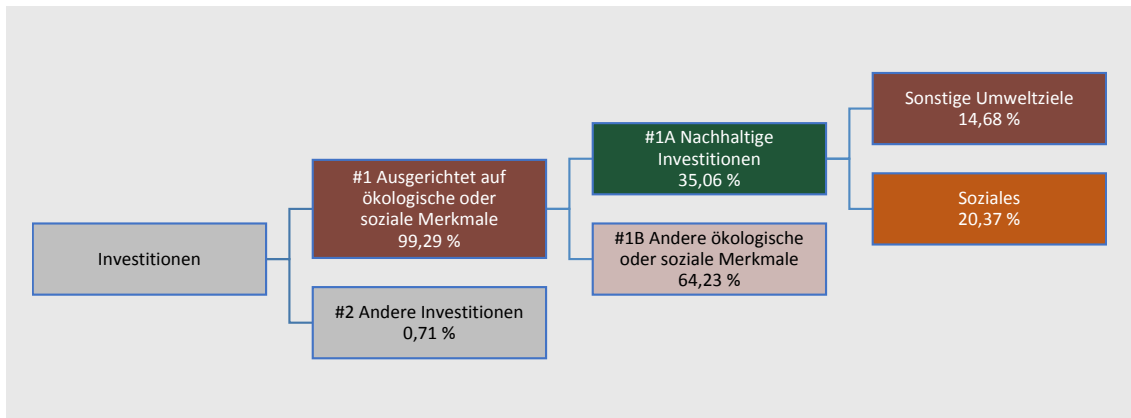 Investitionen
#1 Ausgerichtet auf
ökologische oder
soziale Merkmale
99,29 %
#2 Andere Investitionen
0,71 %
#1A Nachhaltige
Investitionen
35,06 %
#1B Andere ökologische
oder soziale Merkmale
64,23 %
Sonstige Umweltziele
14,68 %
Soziales
20,37 %